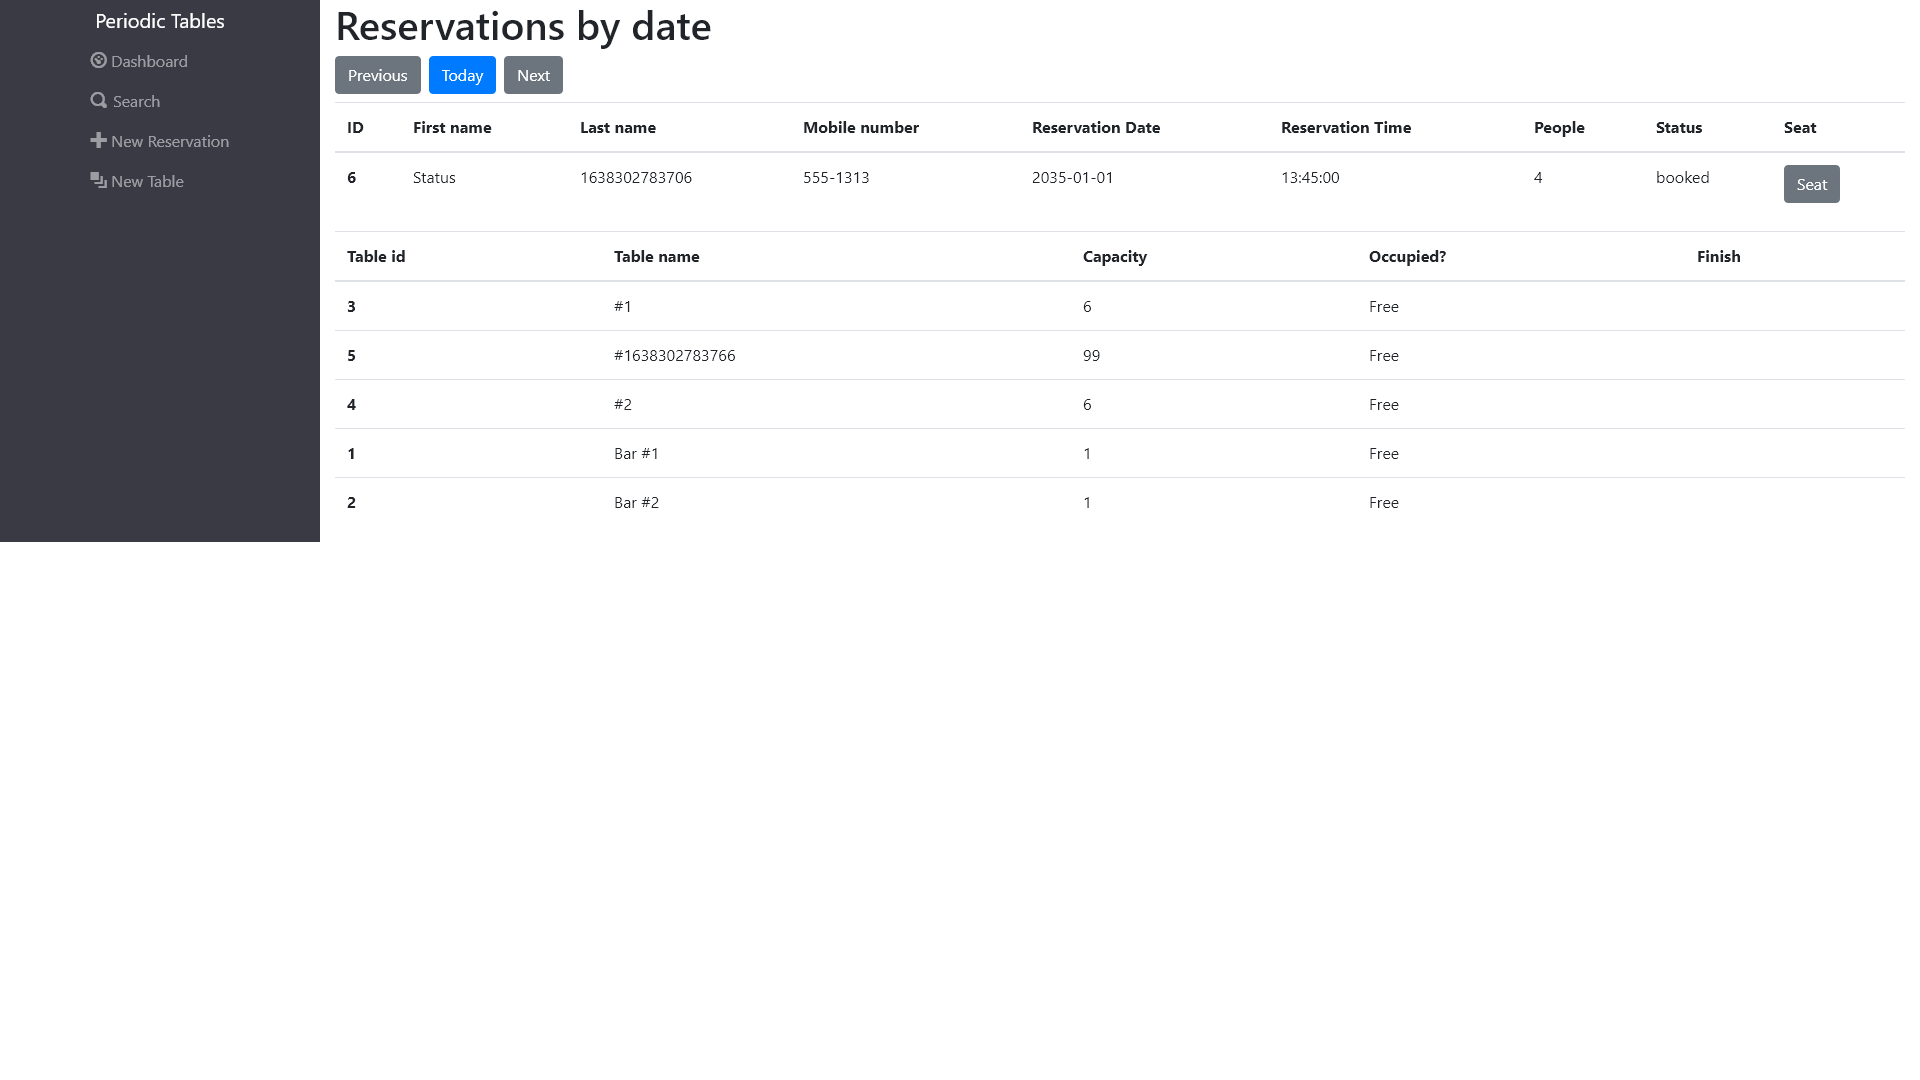 Periodic Tables
Dashboard
Search
New Reservation
New Table
Reservations by date
Previous Today Next
ID First name Last name Mobile number Reservation Date Reservation Time People Status Seat
6 Status 1638302783706 555-1313 2035-01-01 13:45:00 4 booked Seat
Table id Table name Capacity Occupied? Finish
3 #1 6 Free
5 #1638302783766 99 Free
4 #2 6 Free
1 Bar #1 1 Free
2 Bar #2 1 Free